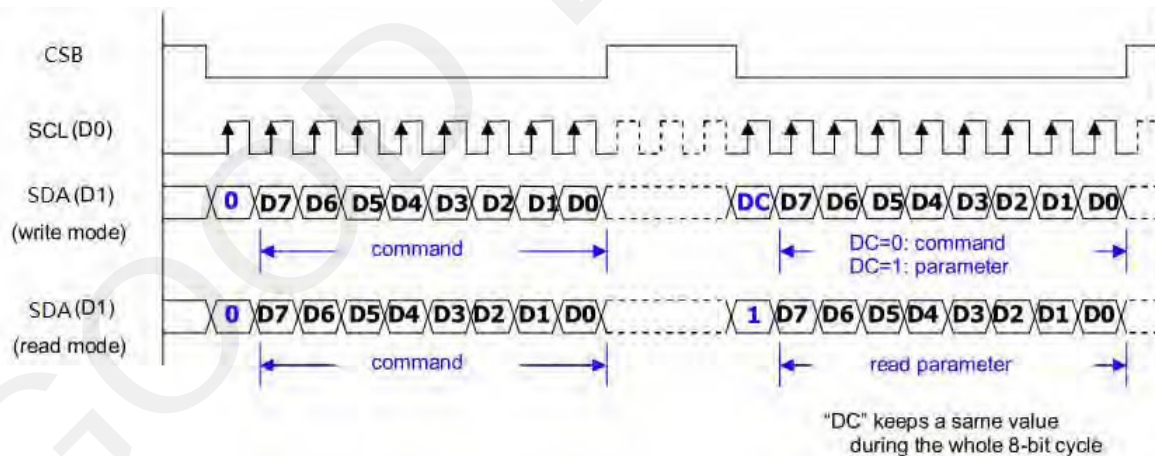 CSB
SCL (D0)
SDA (D1)
(write mode)
0 D7 D6 D5 D4 D3 D2 D1 D0
DC D7 D6 D5 D4 D3 D2 D1 D0
command
DC=0: command
DC=1: parameter
SDA (D1)
(read mode)
0 D7 D6 D5 D4 D3 D2 D1 D0
1 D7 D6 D5 D4 D3 D2 D1 D0
command
read parameter
"DC" keeps a same value
during the whole 8-bit cycle
GOOD